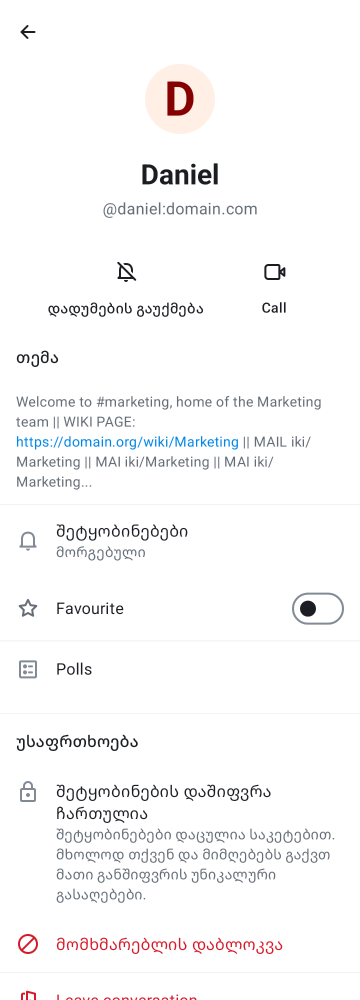 D
Daniel
@daniel:domain.com
დადუმების გაუქმება
Call
თემა
Welcome to #marketing, home of the Marketing
team || WIKI PAGE:
https://domain.org/wiki/Marketing || MAIL iki/
Marketing || MAI iki/Marketing || MAI iki/
Marketing...
შეტყობინებები
მორგებული
Favourite
Polls
უსაფრთხოება
შეტყობინების დაშიფვრა
ჩართულია
შეტყობინებები დაცულია საკეტებით.
მხოლოდ თქვენ და მიმღებებს გაქვთ
მათი განშიფვრის უნიკალური
გასაღებები.
მომხმარებლის დაბლოკვა
Leave conversation